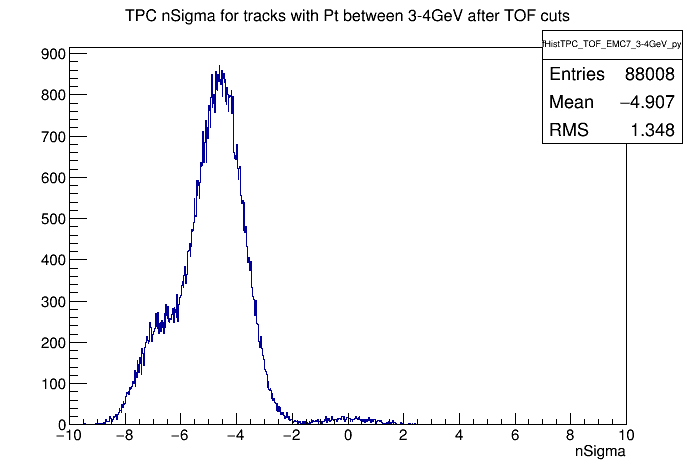 TPC nSigma for tracks with Pt between 3-4GeV after TOF cuts
fHistTPC_TOF_EMC7_3-4GeV_py
Entries 88008
Mean −4.907
RMS 1.348
900
800
700
600
500
400
300
200
100
0
−10 −8 −6 −4 −2 0 2 4 6 8 10
nSigma